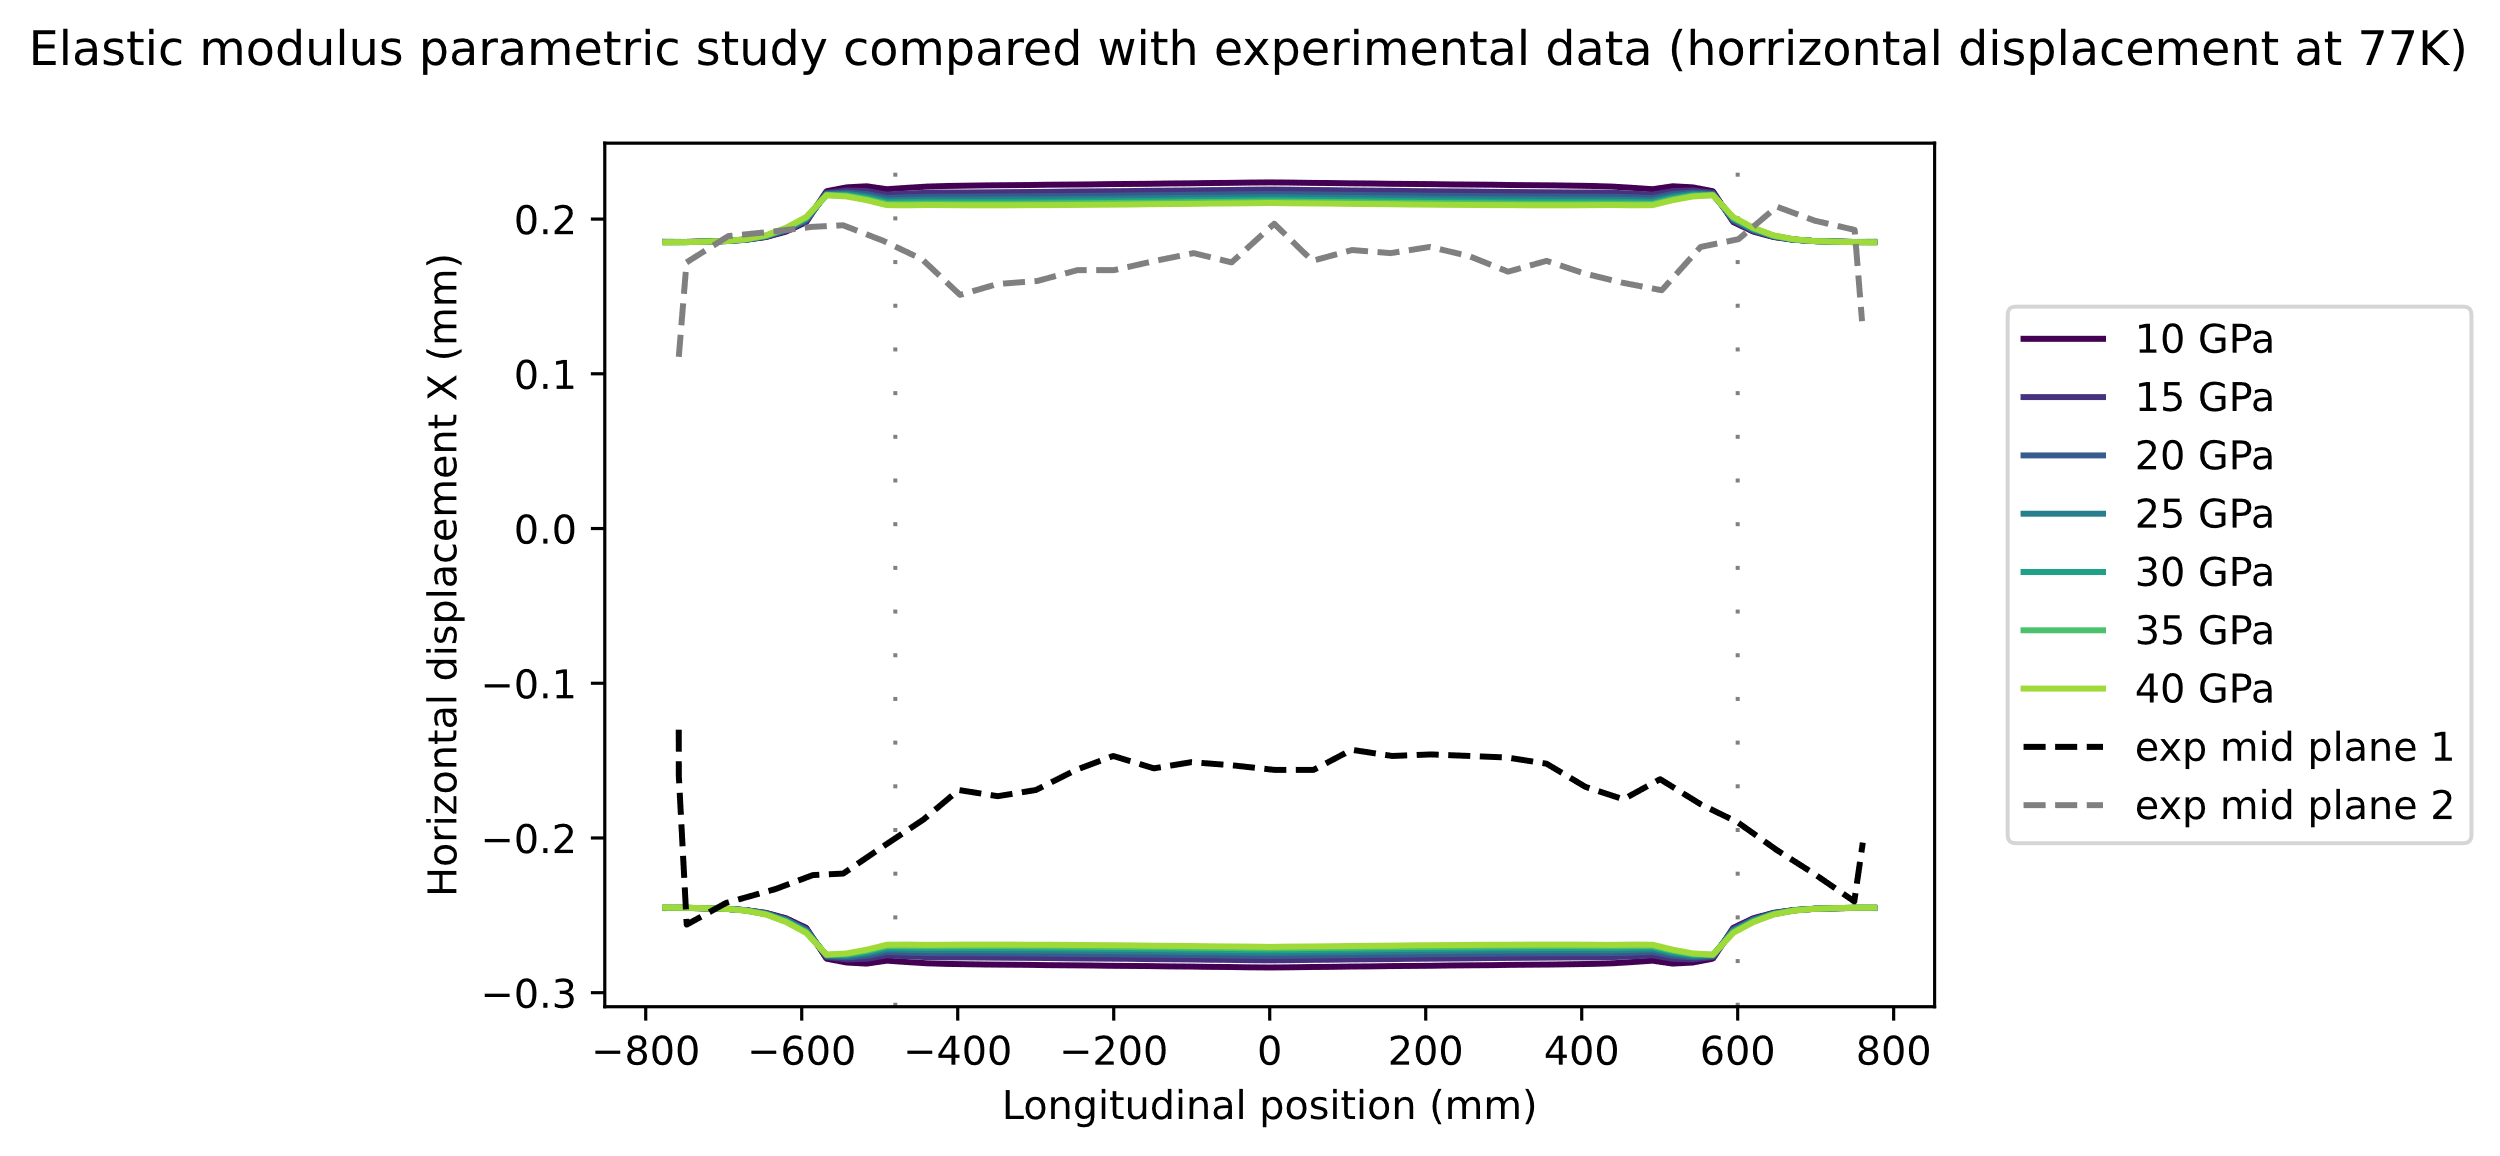 Elastic modulus parametric study compared with experimental data (horrizontal displacement at 77K)
Horizontal displacement X (mm)
0.2
0.1
0.0
−0.1
−0.2
−0.3
−800 −600 −400 −200 0 200 400 600 800
Longitudinal position (mm)
10 GPa
15 GPa
20 GPa
25 GPa
30 GPa
35 GPa
40 GPa
exp mid plane 1
exp mid plane 2